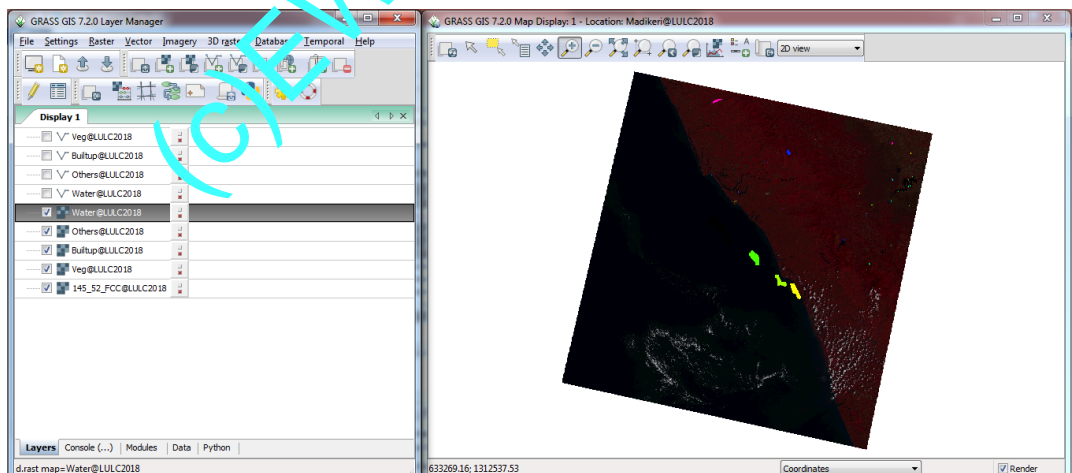 GRASS GIS 7.2.0 Layer Manager
File Settings Raster Vector Imagery 3D raster Database Temporal Help
Display 1
Veg@LULC2018
Builtup@LULC2018
Others@LULC2018
Water@LULC2018
Water@LULC2018
Others@LULC2018
Builtup@LULC2018
Veg@LULC2018
145_52_FCC@LULC2018
Layers Console (...) Modules Data Python
d.rast map=Water@LULC2018
GRASS GIS 7.2.0 Map Display: 1 - Location: Madikeri@LULC2018
2D view
633269.16; 1312537.53
Coordinates
Render